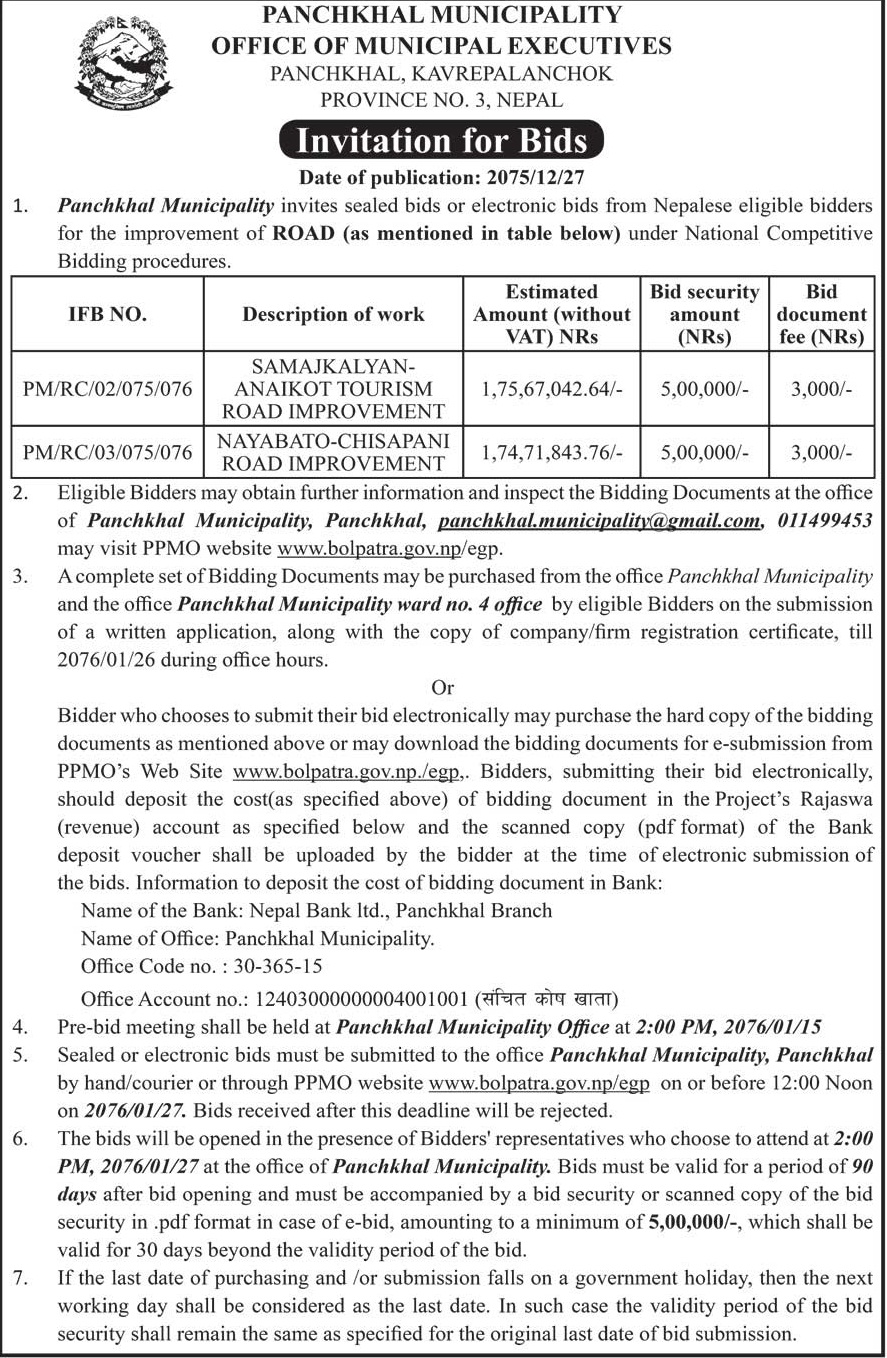 PANCHKHAL MUNICIPALITY
OFFICE OF MUNICIPAL EXECUTIVES
PANCHKHAL, KAVREPALANCHOK
PROVINCE NO. 3, NEPAL
Invitation for Bids
Date of publication: 2075/12/27
1. Panchkhal Municipality invites sealed bids or electronic bids from Nepalese eligible bidders
for the improvement of ROAD (as mentioned in table below) under National Competitive
Bidding procedures.
IFB NO. Description of work Estimated Amount (without VAT) NRs Bid security amount (NRs) Bid document fee (NRs)
PM/RC/02/075/076 SAMAJKALYAN-ANAIKOT TOURISM ROAD IMPROVEMENT 1,75,67,042.64/- 5,00,000/- 3,000/-
PM/RC/03/075/076 NAYABATO-CHISAPANI ROAD IMPROVEMENT 1,74,71,843.76/- 5,00,000/- 3,000/-
2. Eligible Bidders may obtain further information and inspect the Bidding Documents at the office
of Panchkhal Municipality, Panchkhal, panchkhal.municipality@gmail.com, 011499453
may visit PPMO website www.bolpatra.gov.np/egp.
3. A complete set of Bidding Documents may be purchased from the office Panchkhal Municipality
and the office Panchkhal Municipality ward no. 4 office by eligible Bidders on the submission
of a written application, along with the copy of company/firm registration certificate, till
2076/01/26 during office hours.
Or
Bidder who chooses to submit their bid electronically may purchase the hard copy of the bidding
documents as mentioned above or may download the bidding documents for e-submission from
PPMO's Web Site www.bolpatra.gov.np./egp,. Bidders, submitting their bid electronically,
should deposit the cost(as specified above) of bidding document in the Project's Rajaswa
(revenue) account as specified below and the scanned copy (pdf format) of the Bank
deposit voucher shall be uploaded by the bidder at the time of electronic submission of
the bids. Information to deposit the cost of bidding document in Bank:
Name of the Bank: Nepal Bank ltd., Panchkhal Branch
Name of Office: Panchkhal Municipality.
Office Code no. : 30-365-15
Office Account no.: 12403000000004001001 (संचित कोष खाता)
4. Pre-bid meeting shall be held at Panchkhal Municipality Office at 2:00 PM, 2076/01/15
5. Sealed or electronic bids must be submitted to the office Panchkhal Municipality, Panchkhal
by hand/courier or through PPMO website www.bolpatra.gov.np/egp on or before 12:00 Noon
on 2076/01/27. Bids received after this deadline will be rejected.
6. The bids will be opened in the presence of Bidders' representatives who choose to attend at 2:00
PM, 2076/01/27 at the office of Panchkhal Municipality. Bids must be valid for a period of 90
days after bid opening and must be accompanied by a bid security or scanned copy of the bid
security in .pdf format in case of e-bid, amounting to a minimum of 5,00,000/-, which shall be
valid for 30 days beyond the validity period of the bid.
7. If the last date of purchasing and /or submission falls on a government holiday, then the next
working day shall be considered as the last date. In such case the validity period of the bid
security shall remain the same as specified for the original last date of bid submission.